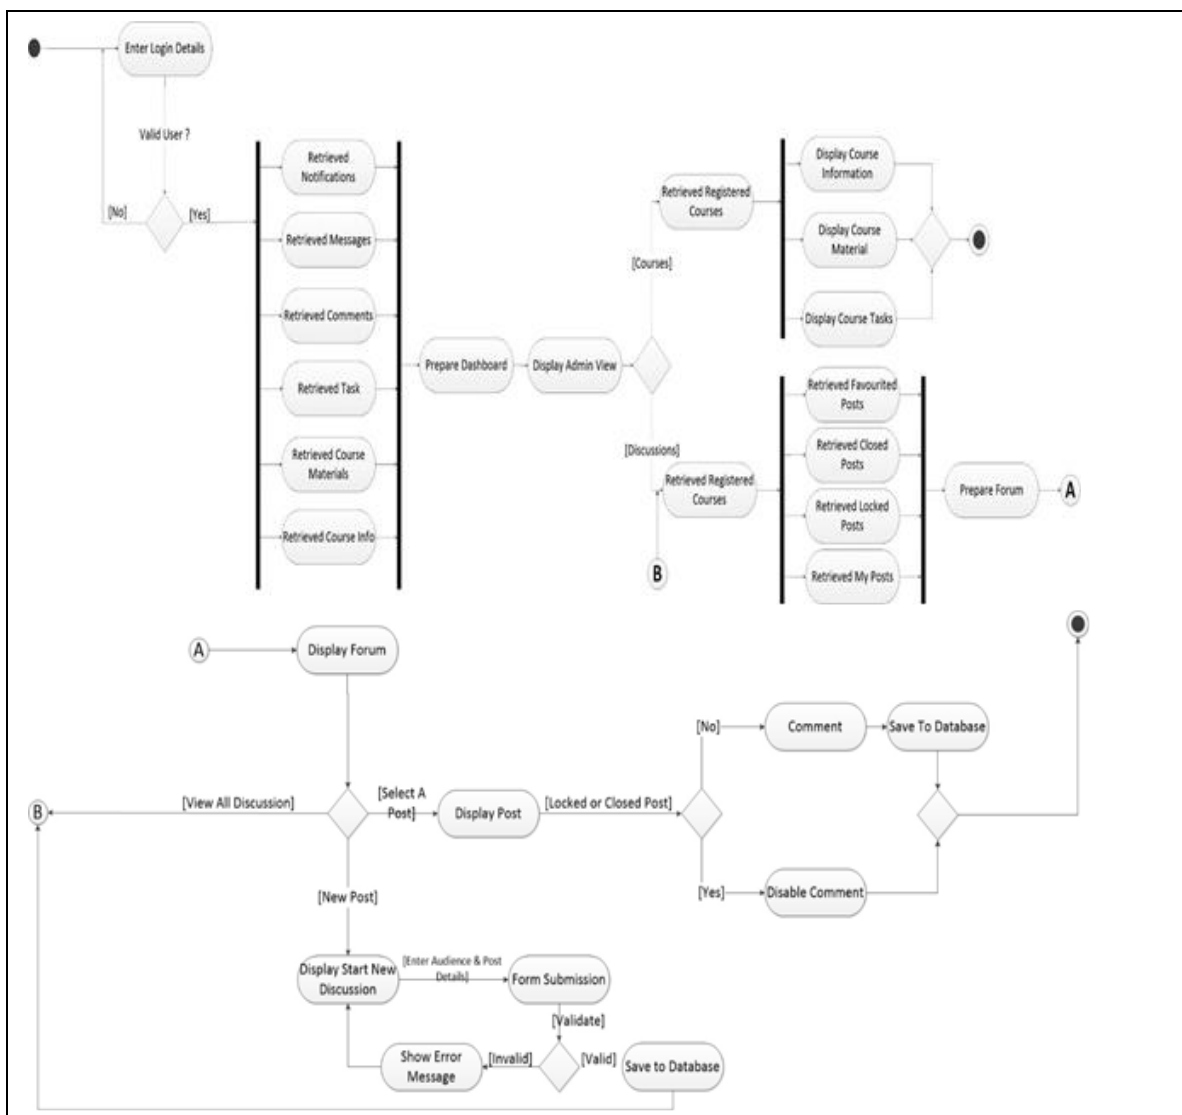 Enter Login Details
Valid User ?
[No]
[Yes]
Retrieved
Notifications
Retrieved Messages
Retrieved Comments
Retrieved Task
Retrieved Course
Materials
Retrieved Course Info
Prepare Dashboard
Display Admin View
[Courses]
[Discussions]
Retrieved Registered
Courses
Display Course
Information
Display Course
Material
Display Course Tasks
Retrieved Registered
Courses
B
Retrieved Favourited
Posts
Retrieved Closed
Posts
Retrieved Locked
Posts
Retrieved My Posts
Prepare Forum
A
A
Display Forum
[View All Discussion]
B
[Select A
Post]
Display Post
[Locked or Closed Post]
[No]
Comment
Save To Database
[Yes]
Disable Comment
[New Post]
Display Start New
Discussion
[Enter Audience & Post
Details]
Form Submission
[Validate]
[Invalid]
Show Error
Message
[Valid]
Save to Database